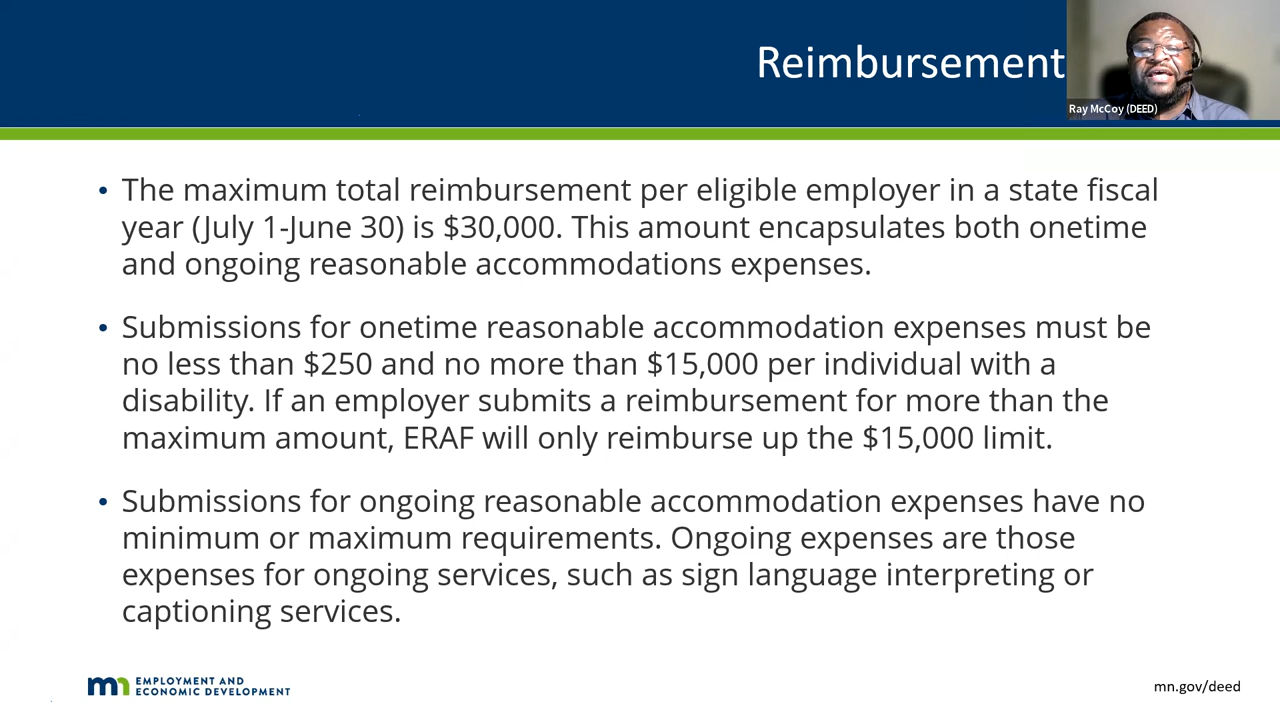 Reimbursement
Ray McCoy (DEED)
• The maximum total reimbursement per eligible employer in a state fiscal
year (July 1-June 30) is $30,000. This amount encapsulates both onetime
and ongoing reasonable accommodations expenses.
• Submissions for onetime reasonable accommodation expenses must be
no less than $250 and no more than $15,000 per individual with a
disability. If an employer submits a reimbursement for more than the
maximum amount, ERAF will only reimburse up the $15,000 limit.
• Submissions for ongoing reasonable accommodation expenses have no
minimum or maximum requirements. Ongoing expenses are those
expenses for ongoing services, such as sign language interpreting or
captioning services.
mn EMPLOYMENT AND
ECONOMIC DEVELOPMENT
mn.gov/deed